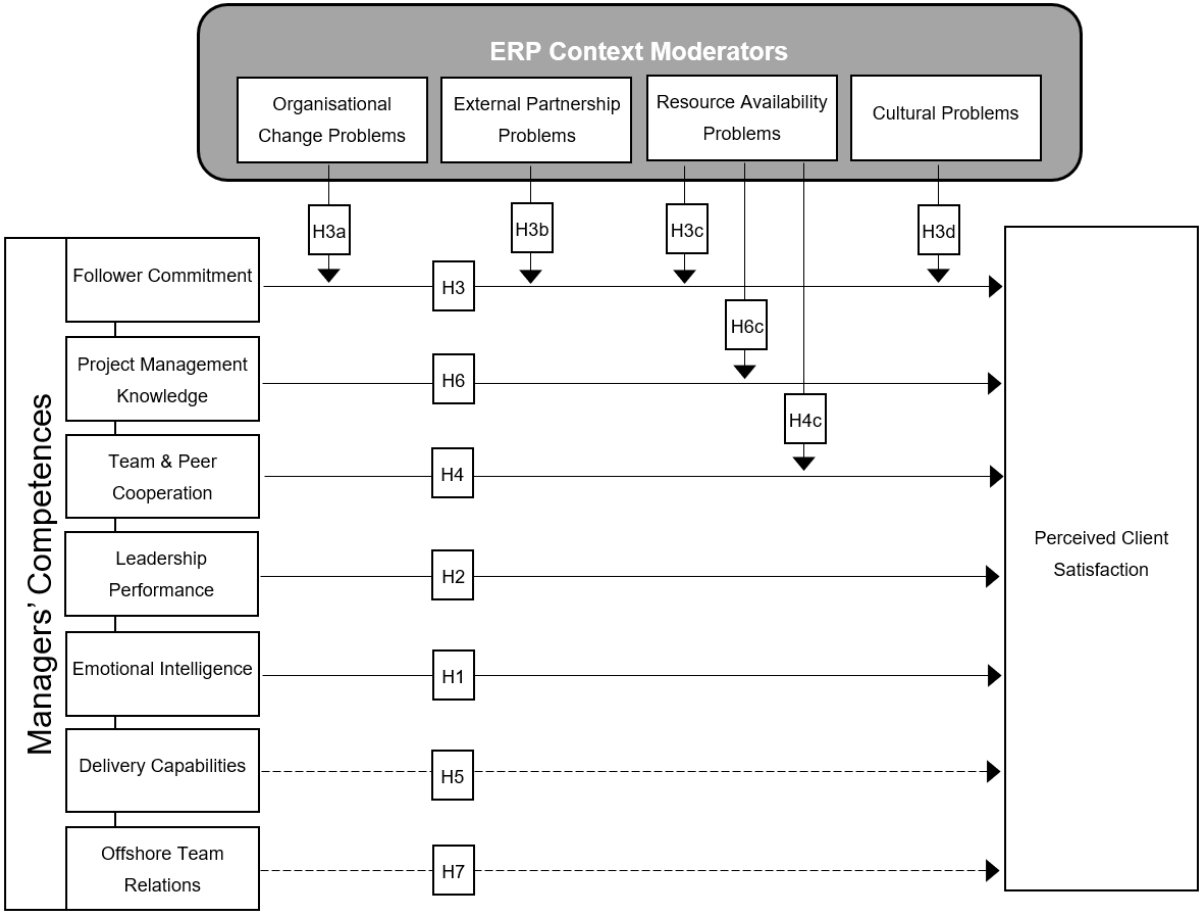 ERP Context Moderators
Organisational
Change Problems
External Partnership
Problems
Resource Availability
Problems
Cultural Problems
H3a
H3b
H3c
H3d
Managers' Competences
Follower Commitment
H3
H6c
Project Management
Knowledge
H6
H4c
Team & Peer
Cooperation
H4
Leadership
Performance
H2
Perceived Client
Satisfaction
Emotional Intelligence
H1
Delivery Capabilities
H5
Offshore Team
Relations
H7